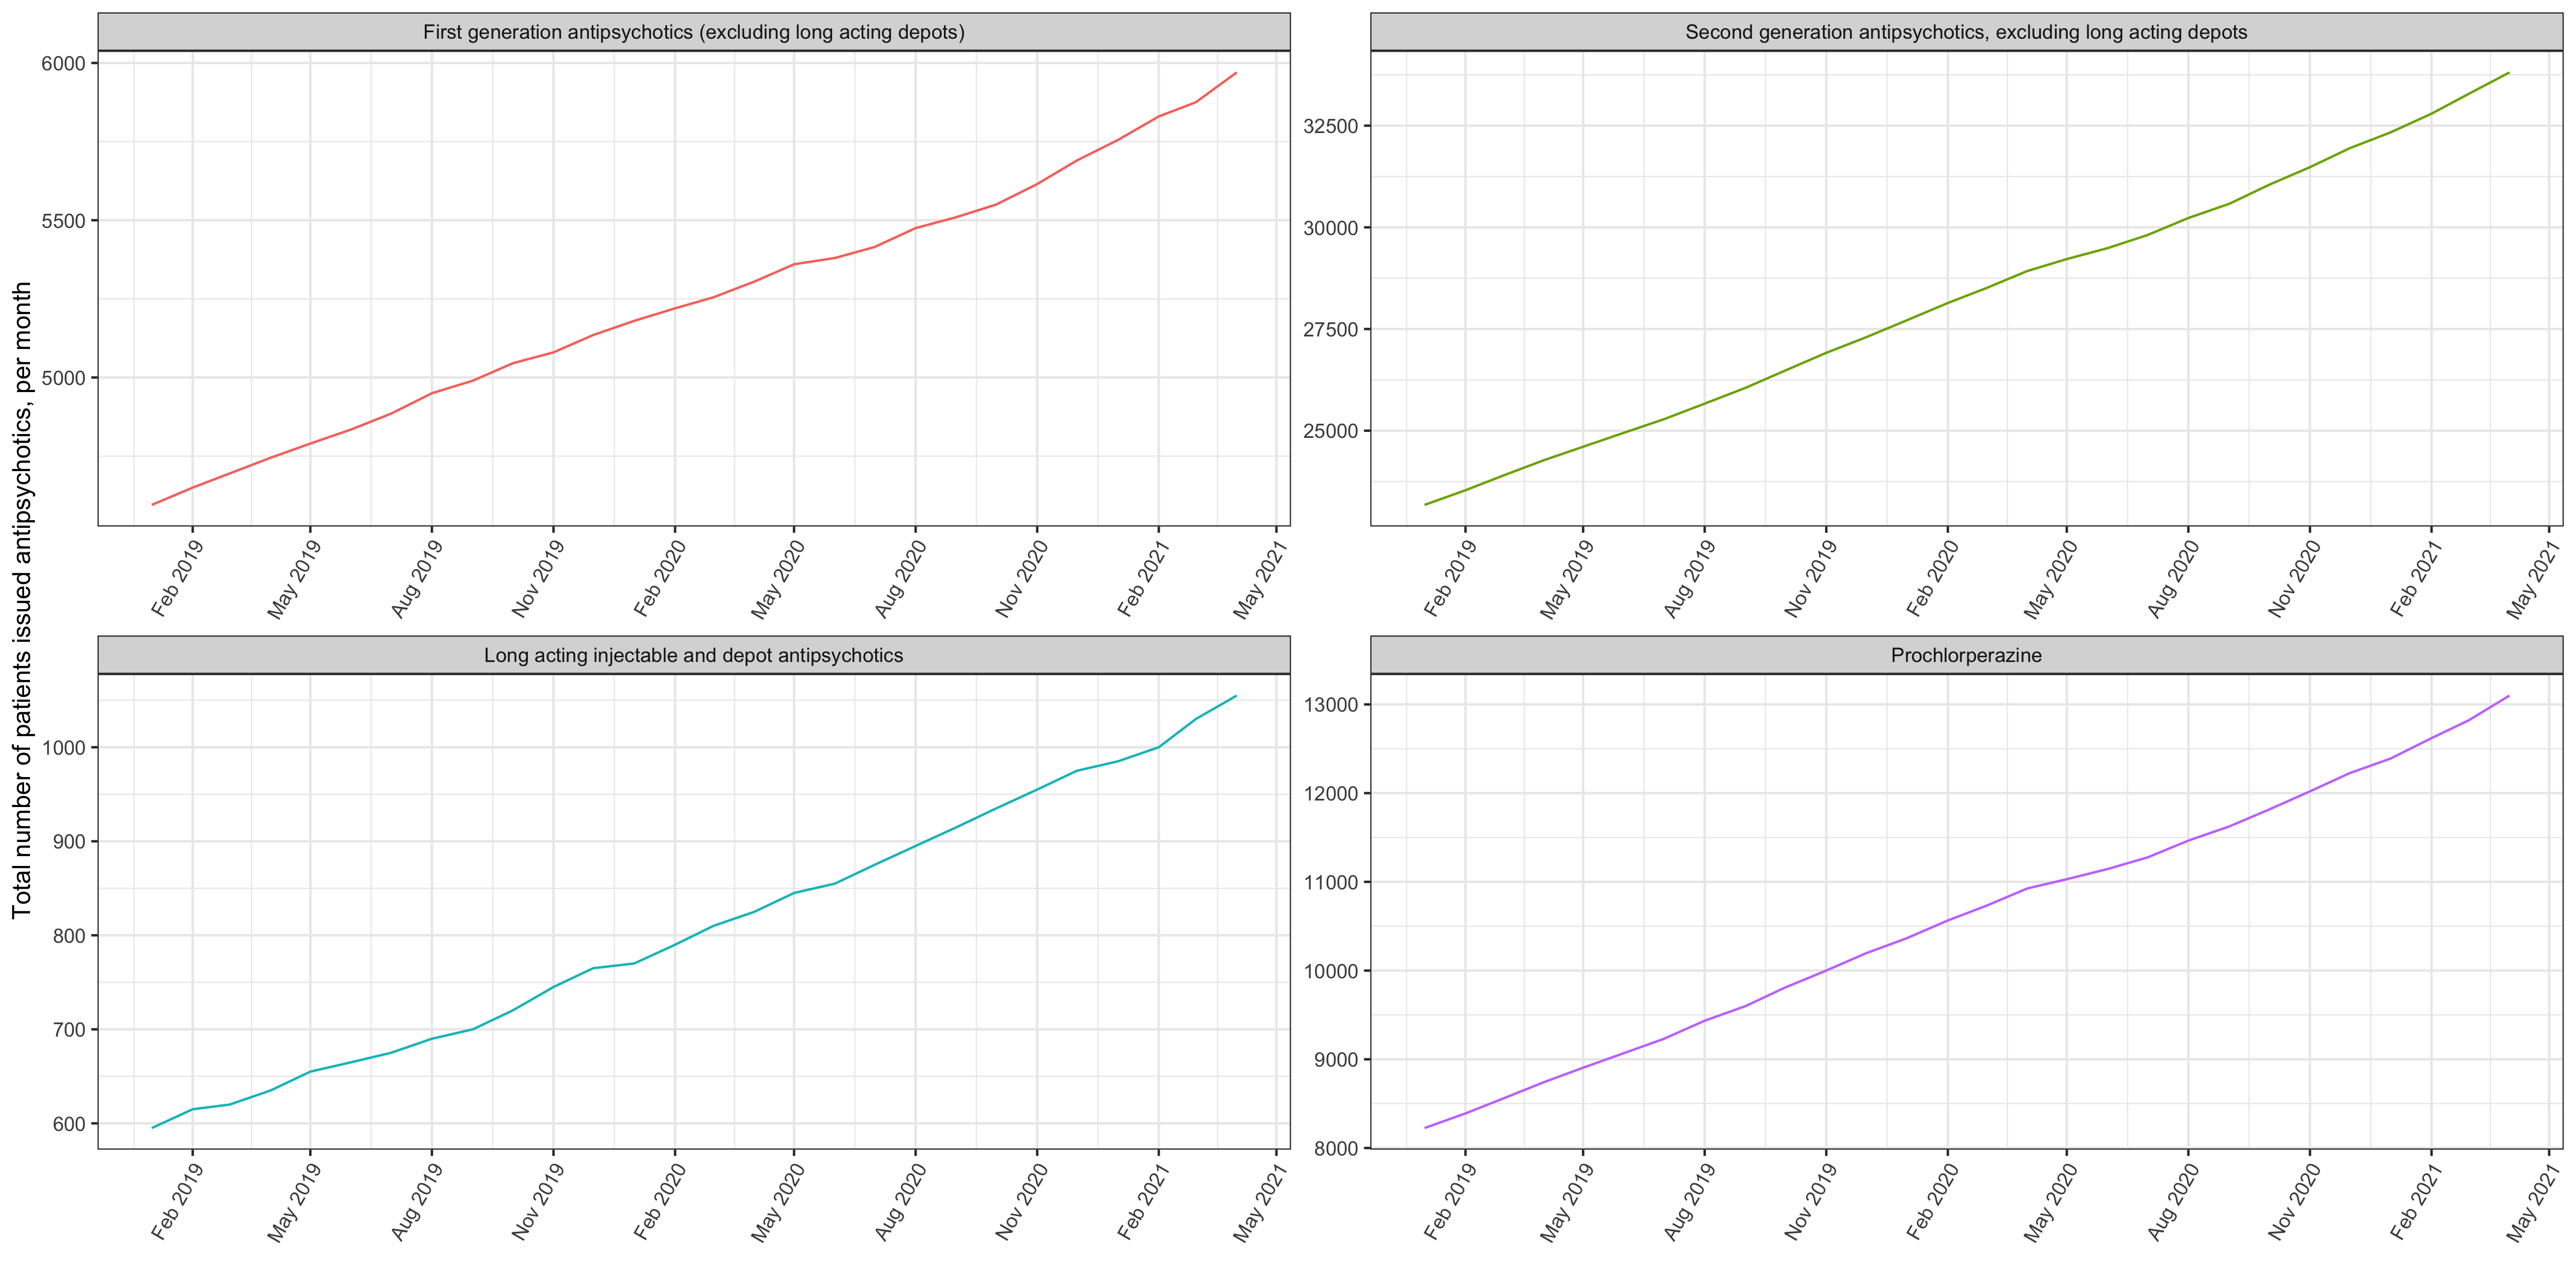 Total number of patients issued antipsychotics, per month
First generation antipsychotics (excluding long acting depots)
6000
5500
5000
Feb 2019
May 2019
Aug 2019
Nov 2019
Feb 2020
May 2020
Aug 2020
Nov 2020
Feb 2021
May 2021
Second generation antipsychotics, excluding long acting depots
32500
30000
27500
25000
Feb 2019
May 2019
Aug 2019
Nov 2019
Feb 2020
May 2020
Aug 2020
Nov 2020
Feb 2021
May 2021
Long acting injectable and depot antipsychotics
1000
900
800
700
600
Feb 2019
May 2019
Aug 2019
Nov 2019
Feb 2020
May 2020
Aug 2020
Nov 2020
Feb 2021
May 2021
Prochlorperazine
13000
12000
11000
10000
9000
8000
Feb 2019
May 2019
Aug 2019
Nov 2019
Feb 2020
May 2020
Aug 2020
Nov 2020
Feb 2021
May 2021